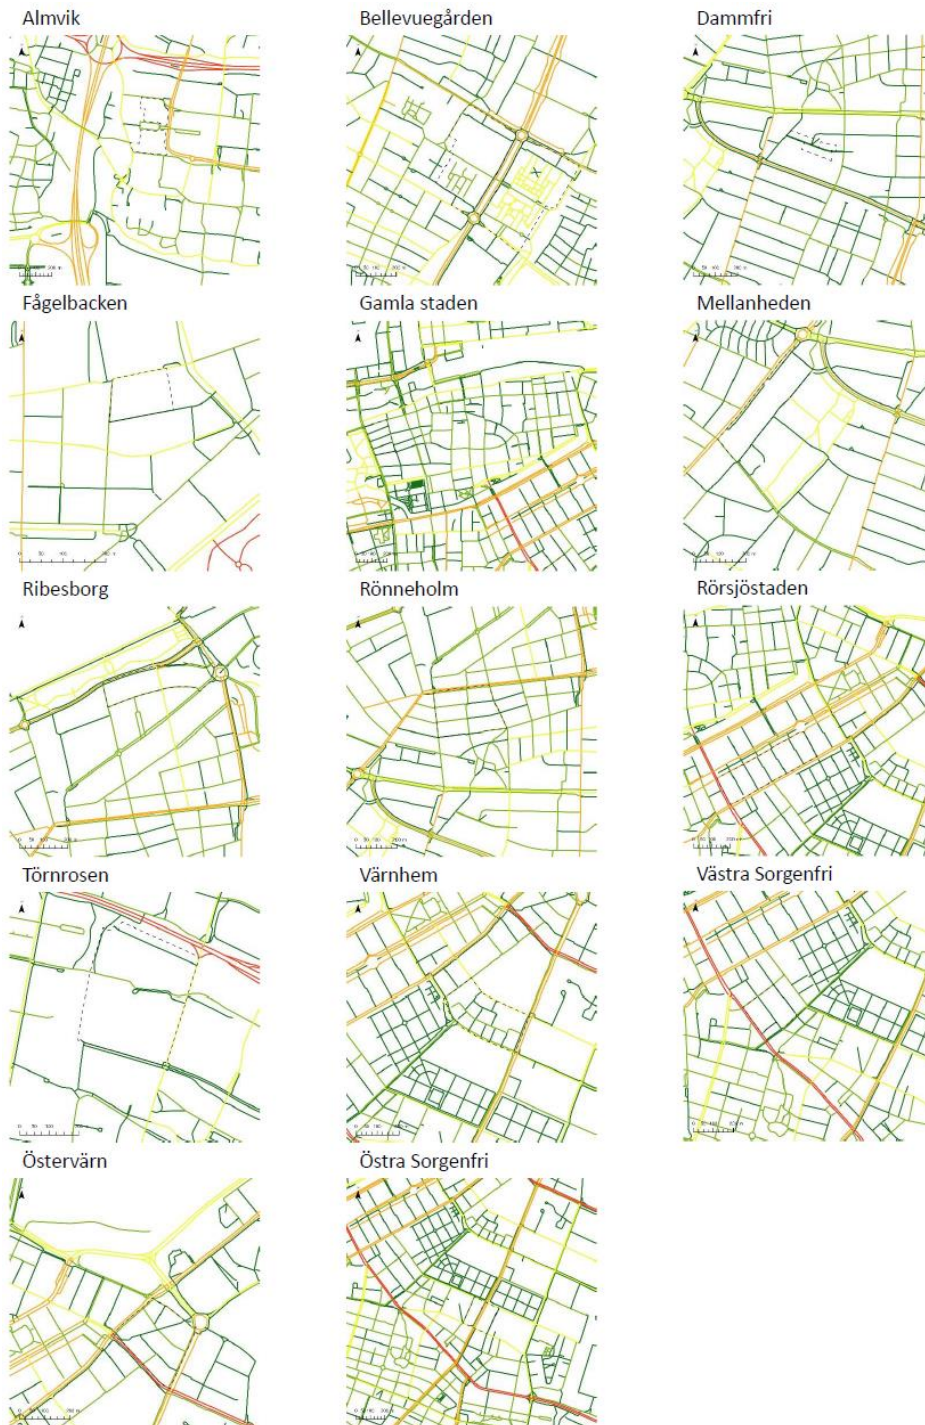 Almvik
Bellevuegården
Dammfri
Fågelbacken
Gamla staden
Mellanheden
Ribesborg
Rönneholm
Rörsjöstaden
Törnrosen
Värnhem
Västra Sorgenfri
Östervärn
Östra Sorgenfri